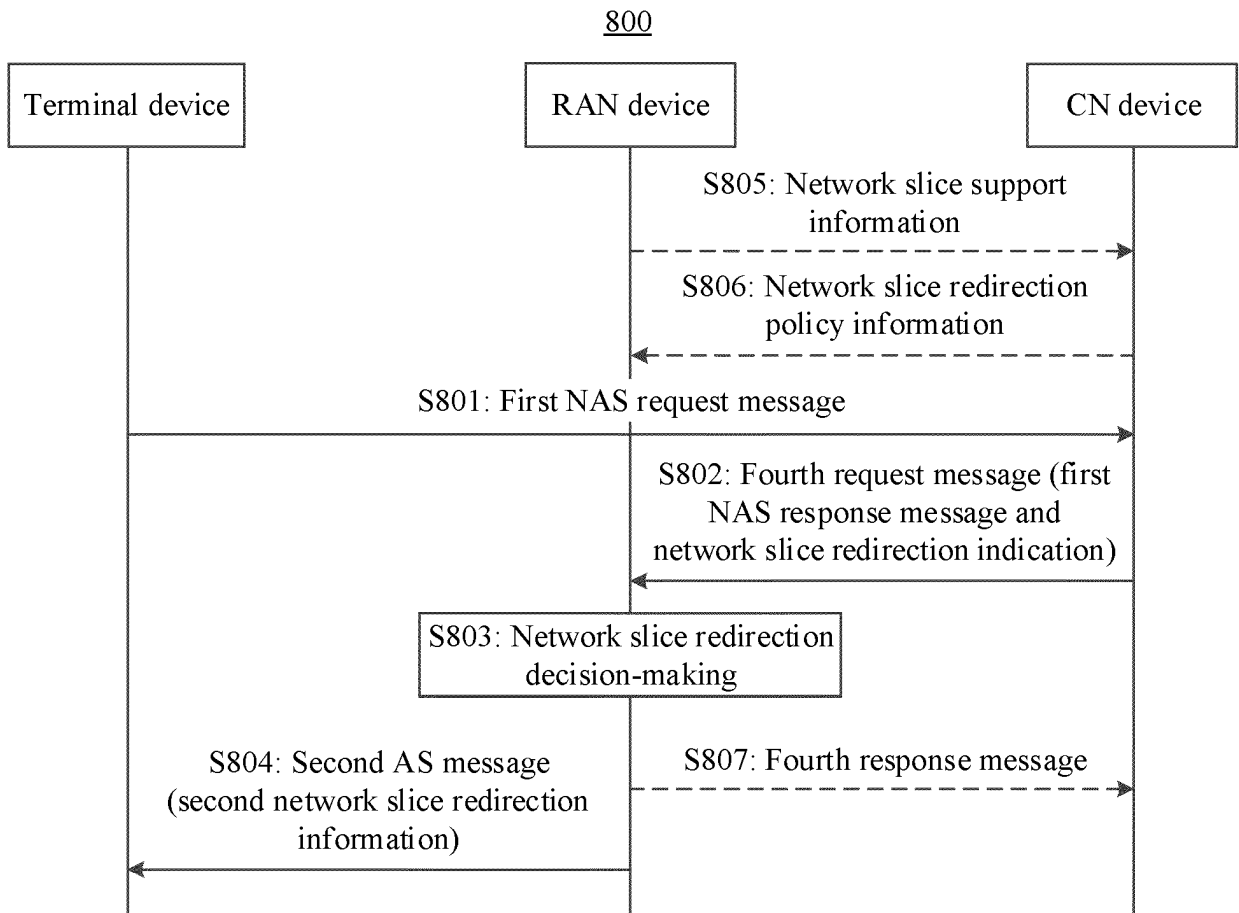 800
Terminal device
RAN device
CN device
S805: Network slice support
information
S806: Network slice redirection
policy information
S801: First NAS request message
S802: Fourth request message (first
NAS response message and
network slice redirection indication)
S803: Network slice redirection
decision-making
S804: Second AS message
(second network slice redirection
information)
S807: Fourth response message